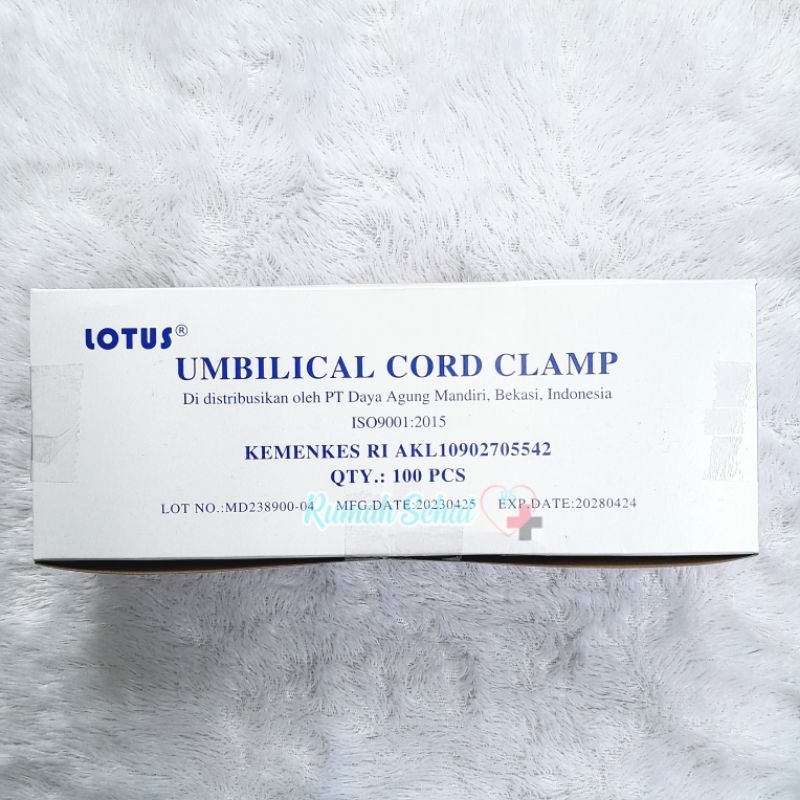 LOTUS®
UMBILICAL CORD CLAMP
Di distribusikan oleh PT Daya Agung Mandiri, Bekasi, Indonesia
ISO9001:2015
KEMENKES RI AKL10902705542
QTY.: 100 PCS
LOT NO.:MD238900-04 MFG.DATE:20230425 EXP.DATE:20280424
Rumah Sehat RS